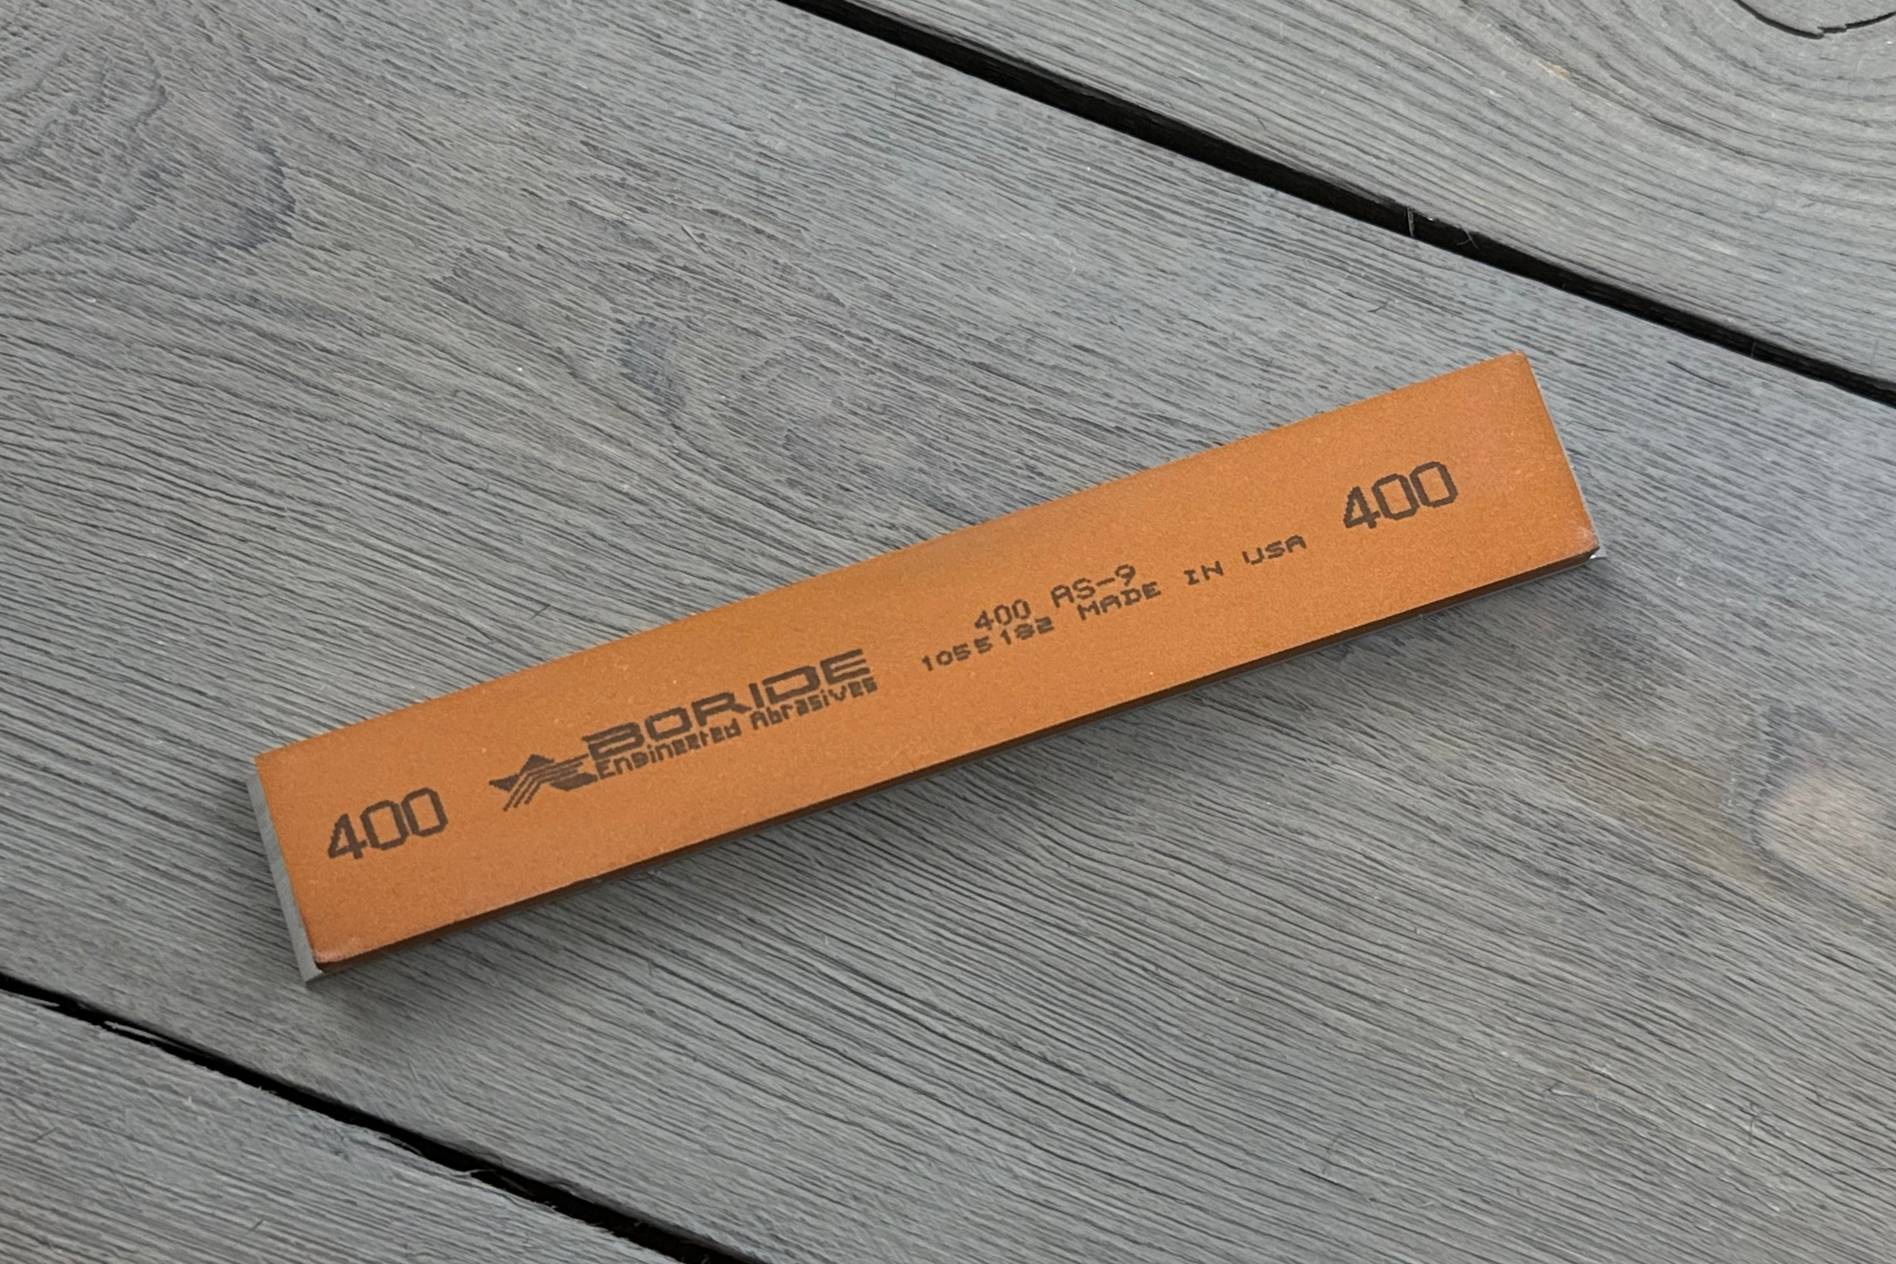 400
BORIDE
Engineered Abrasives
400 AS-9
1055182 MADE IN USA
400